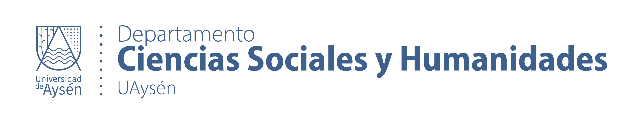 Universidad
de Aysén
Departamento
Ciencias Sociales y Humanidades
UAysén